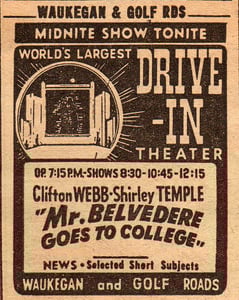 WAUKEGAN & GOLF RDS
MIDNITE SHOW TONITE
WORLD'S LARGEST
DRIVE
-IN
THEATER
OP. 7:15 P.M-SHOWS 8:30-10:45-12:15
Clifton WEBB-Shirley TEMPLE
"Mr. BELVEDERE
GOES TO COLLEGE"
NEWS • Selected Short Subjects
WAUKEGAN and GOLF ROADS